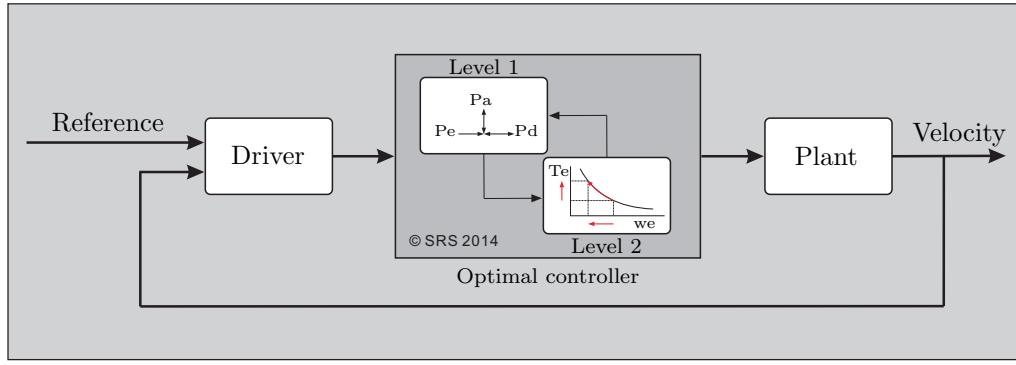 Level 1
Pa
Pe
Pd
Reference
Driver
Te
we
Level 2
© SRS 2014
Optimal controller
Plant
Velocity